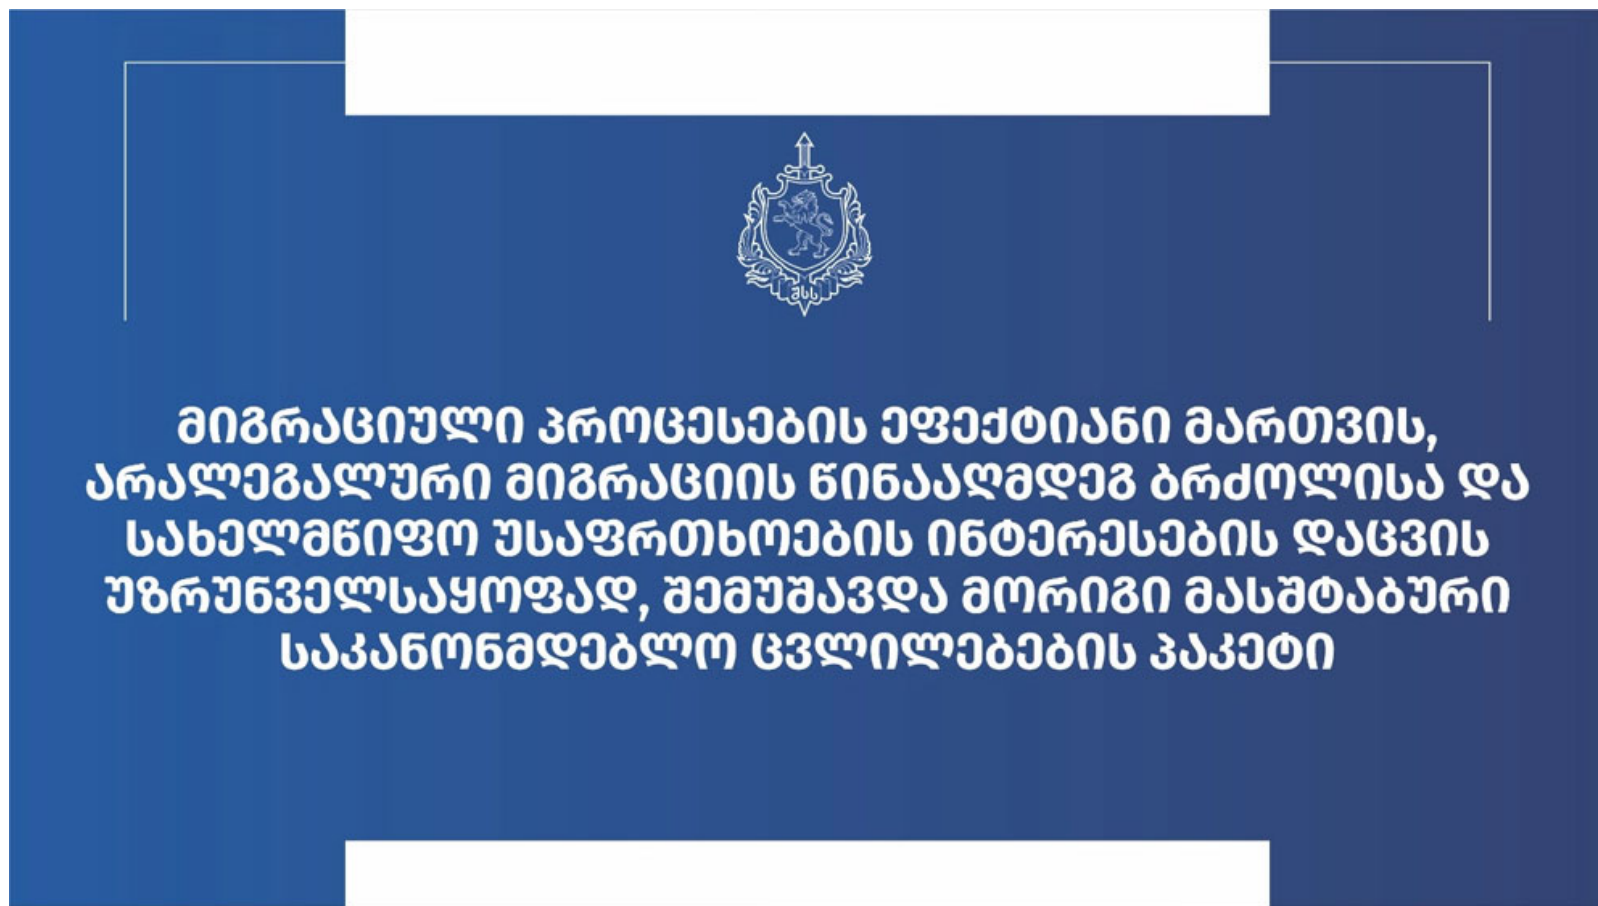 შსს
მიგრაციული პროცესების ეფექტიანი მართვის,
არალეგალური მიგრაციის წინააღმდეგ ბრძოლისა და
სახელმწიფო უსაფრთხოების ინტერესების დაცვის
უზრუნველსაყოფად, შემუშავდა მორიგი მასშტაბური
საკანონმდებლო ცვლილებების პაკეტი